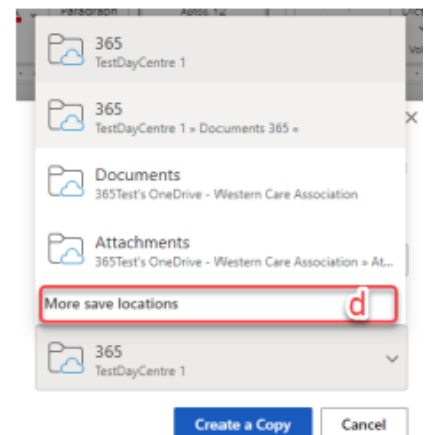 Paragraph
Aptos 12
365
TestDayCentre 1
365
TestDayCentre 1 » Documents 365 «
Documents
365Test's OneDrive - Western Care Association
Attachments
365Test's OneDrive - Western Care Association » At...
More save locations
d
365
TestDayCentre 1
Create a Copy
Cancel